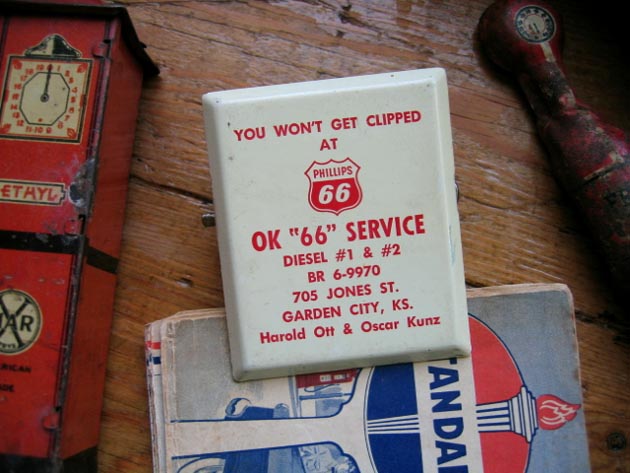 YOU WON'T GET CLIPPED
AT
PHILLIPS
66
OK "66" SERVICE
DIESEL #1 & #2
BR 6-9970
705 JONES ST.
GARDEN CITY, KS.
Harold Ott & Oscar Kunz
ETHYL